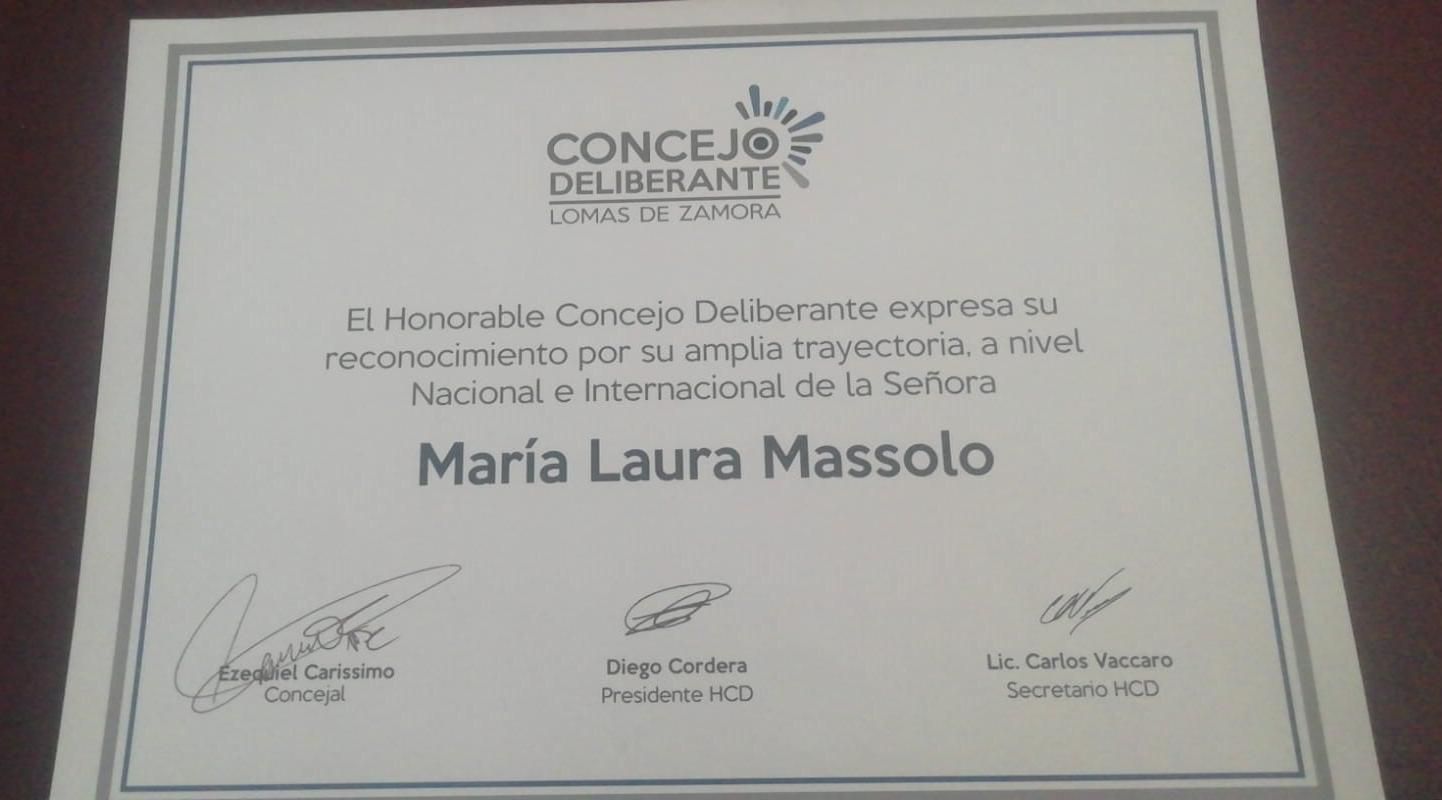 CONCEJO
DELIBERANTE
LOMAS DE ZAMORA
El Honorable Concejo Deliberante expresa su
reconocimiento por su amplia trayectoria, a nivel
Nacional e Internacional de la Señora
María Laura Massolo
Ezequiel Carissimo
Concejal
Diego Cordera
Presidente HCD
Lic. Carlos Vaccaro
Secretario HCD